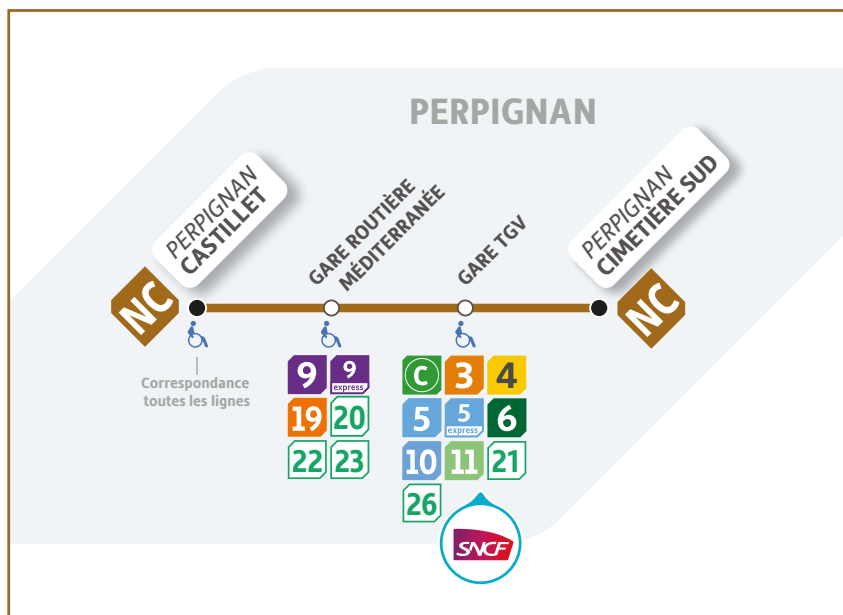 PERPIGNAN
PERPIGNAN
CASTILLET
GARE ROUTIÈRE
MÉDITERRANÉE
GARE TGV
PERPIGNAN
CIMETIÈRE SUD
NC
NC
Correspondance
toutes les lignes
9 9 express
19 20
22 23
C 3 4
5 5 express 6
10 11 21
26
SNCF